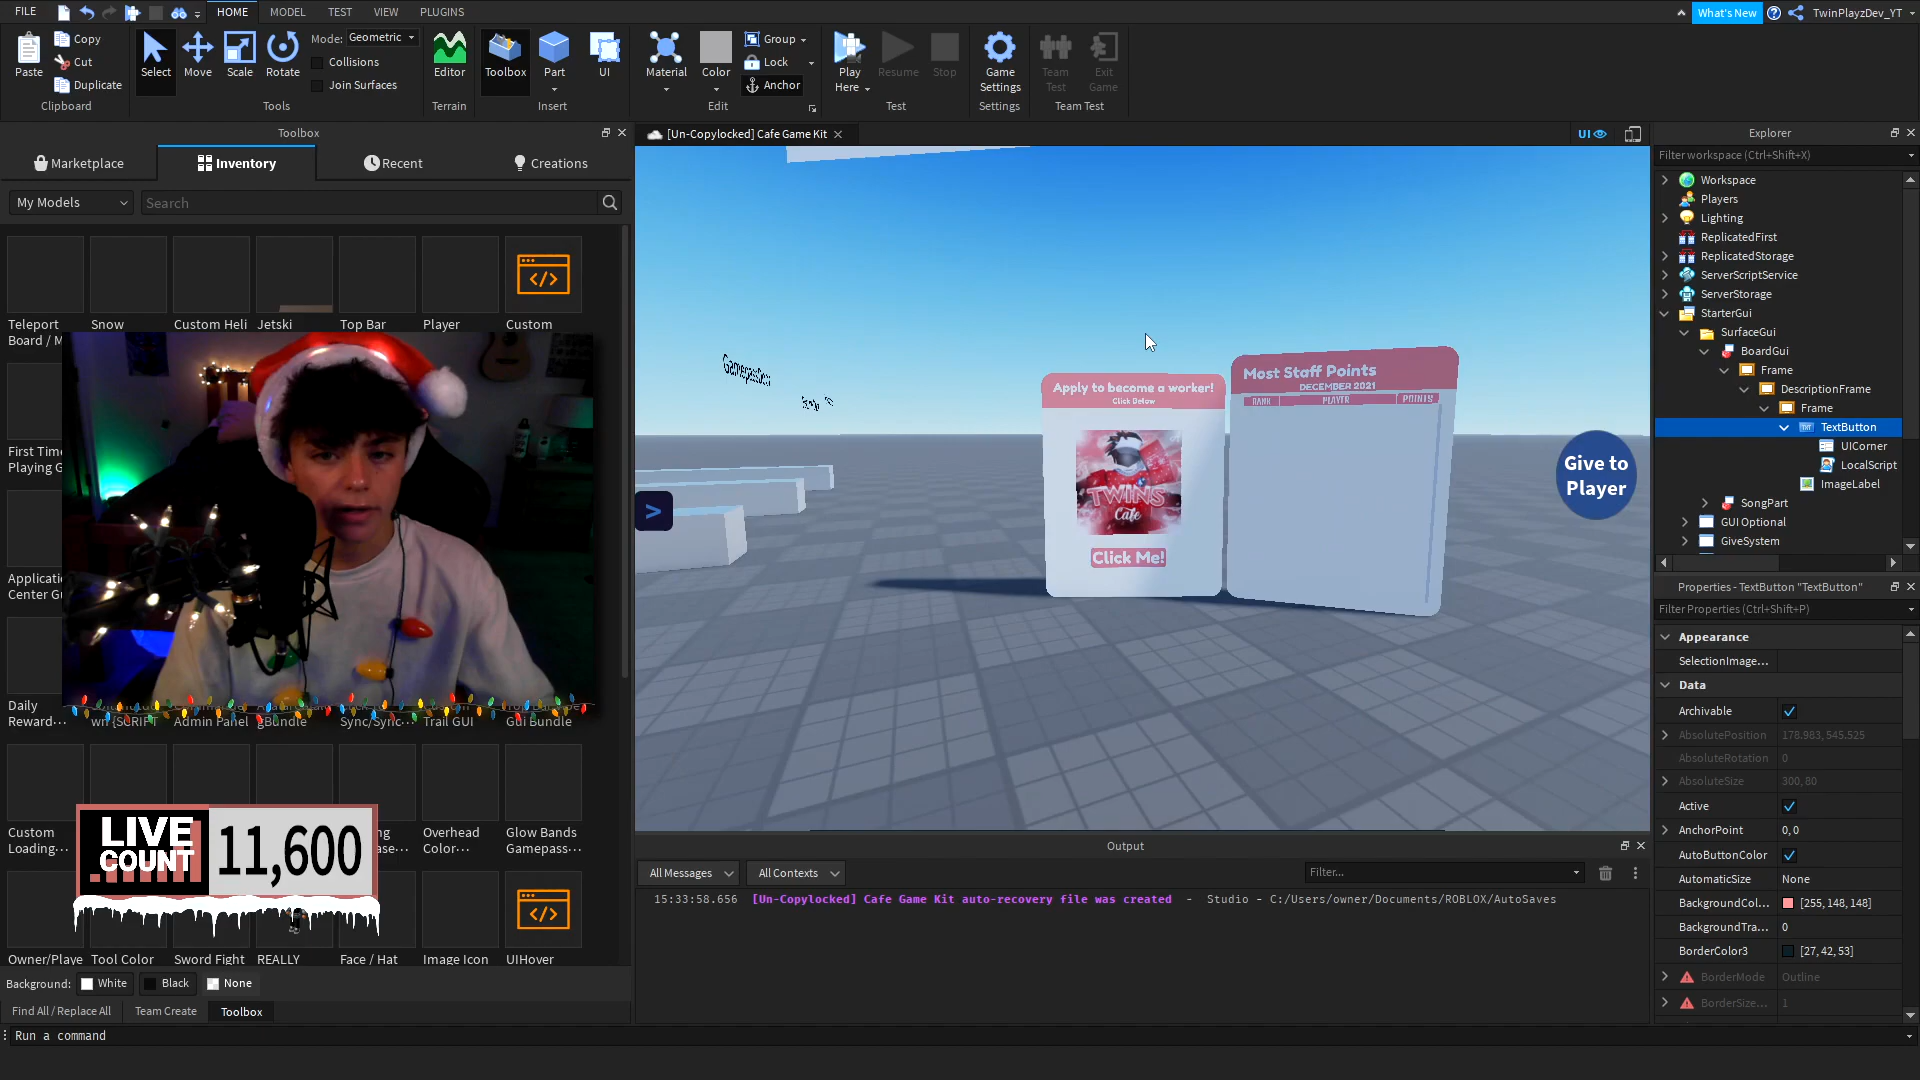 FILE
HOME
MODEL
TEST
VIEW
PLUGINS
What's New
TwinPlayzDev_YT
Paste
Copy
Cut
Duplicate
Clipboard
Select
Move
Scale
Rotate
Mode:
Geometric
Collisions
Join Surfaces
Tools
Editor
Terrain
Toolbox
Part
UI
Insert
Material
Color
Group
Lock
Anchor
Edit
Play
Here
Resume
Stop
Test
Game
Settings
Settings
Team
Test
Exit
Game
Team Test
Toolbox
Marketplace
Inventory
Recent
Creations
My Models
Search
Teleport
Board / M
Snow
Custom Heli
Jetski
Top Bar
Player
Custom
First Time
Playing G
Application
Center Gu
Daily
Reward...
wn {SCRIPT
Admin Panel
gBundle
Sync/Sync...
Trail GUI
Gui Bundle
Custom
Loading...
Overhead
Color...
Glow Bands
Gamepass...
LIVE
COUNT
11,600
Owner/Playe
Tool Color
Sword Fight
REALLY
Face / Hat
Image Icon
UIHover
Background:
White
Black
None
Find All / Replace All
Team Create
Toolbox
Run a command
[Un-Copylocked] Cafe Game Kit
UI
Apply to become a worker!
Click Below
TWINS
Cafe
Click Me!
Most Staff Points
DECEMBER 2021
RANK
PLAYER
POINTS
>
Give to
Player
Output
All Messages
All Contexts
Filter...
15:33:58.656 [Un-Copylocked] Cafe Game Kit auto-recovery file was created - Studio - C:/Users/owner/Documents/ROBLOX/AutoSaves
Explorer
Filter workspace (Ctrl+Shift+X)
Workspace
Players
Lighting
ReplicatedFirst
ReplicatedStorage
ServerScriptService
ServerStorage
StarterGui
SurfaceGui
BoardGui
Frame
DescriptionFrame
Frame
TextButton
UICorner
LocalScript
ImageLabel
SongPart
GUI Optional
GiveSystem
Properties - TextButton "TextButton"
Filter Properties (Ctrl+Shift+P)
Appearance
SelectionImage...
Data
Archivable
AbsolutePosition 178.983, 545.525
AbsoluteRotation 0
AbsoluteSize 300, 80
Active
AnchorPoint 0, 0
AutoButtonColor
AutomaticSize None
BackgroundCol... [255, 148, 148]
BackgroundTra... 0
BorderColor3 [27, 42, 53]
BorderMode Outline
BorderSize... 1